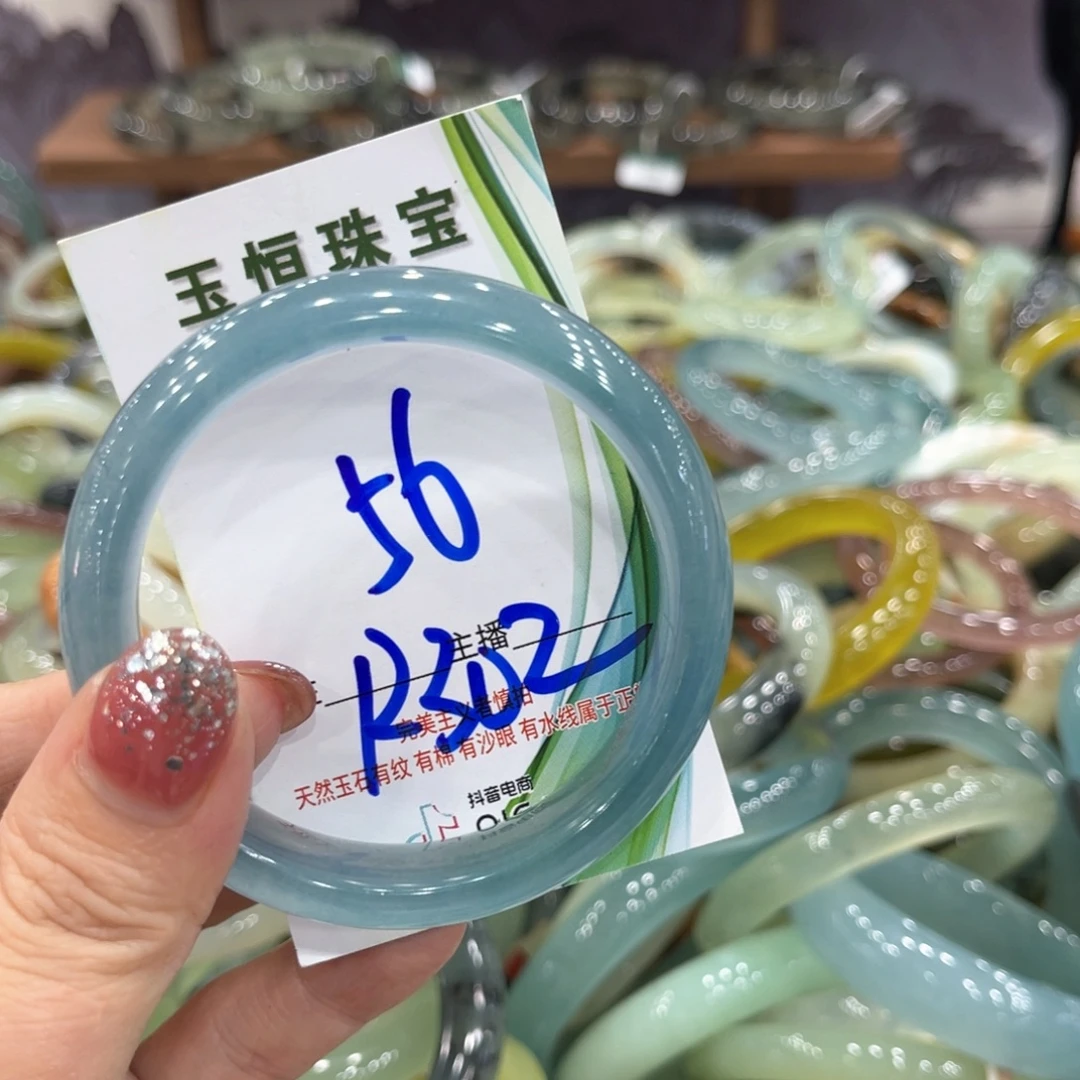 玉恒珠宝
56
主播
R302
完美主义者慎拍
天然玉石有纹 有棉 有沙眼 有水线属于正
抖音电商